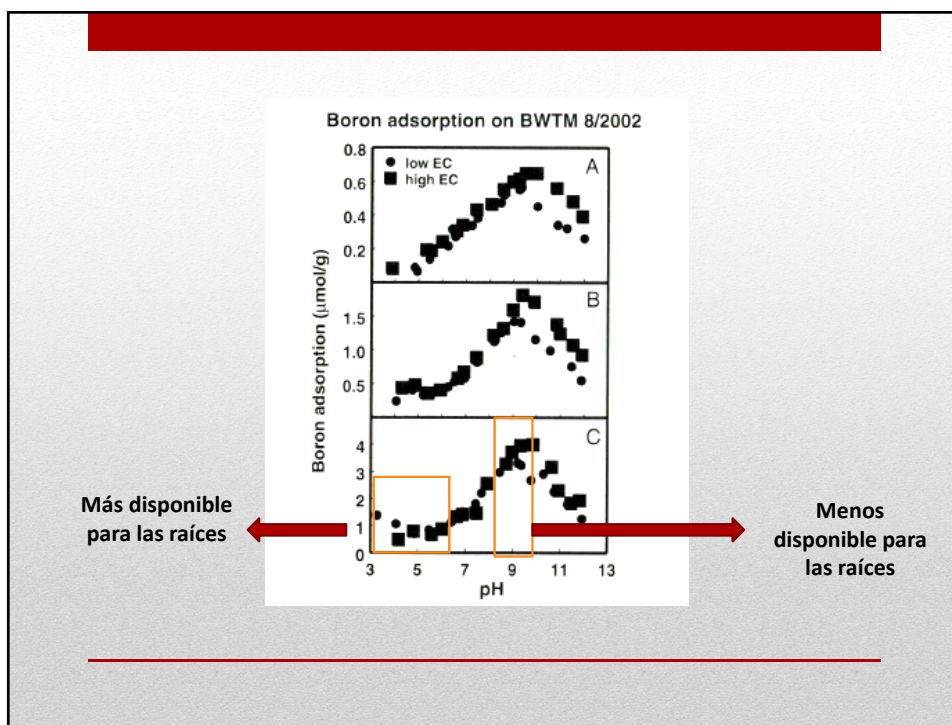 Boron adsorption on BWTM 8/2002
0.8
0.6
0.4
0.2
low EC
high EC
A
1.5
1.0
0.5
B
4
3
2
1
0
C
Boron adsorption (μmol/g)
3 5 7 9 11 13
pH
Más disponible
para las raíces
Menos
disponible para
las raíces